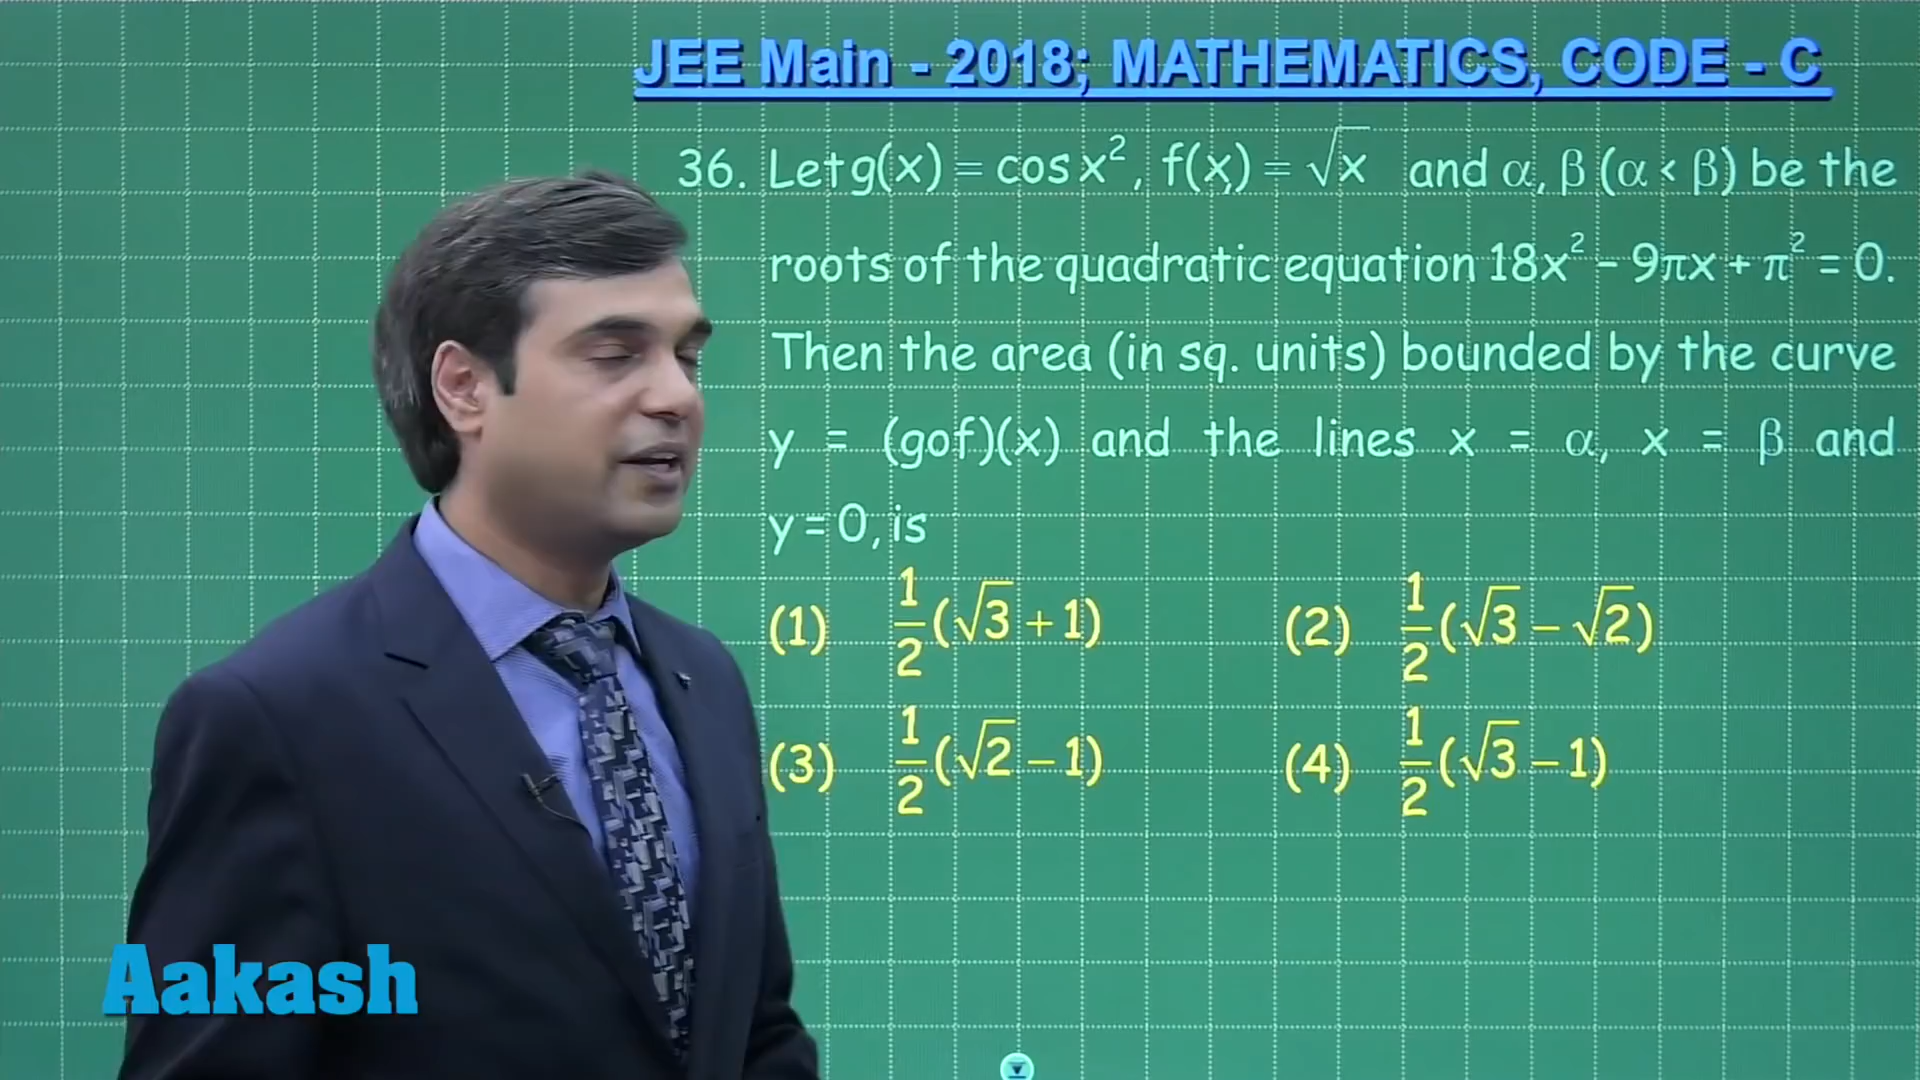 JEE Main - 2018; MATHEMATICS, CODE - C
36. Let g(x) = cos x², f(x) = √x and α, β (α < β) be the
roots of the quadratic equation 18x² – 9πx + π² = 0.
Then the area (in sq. units) bounded by the curve
y = (gof)(x) and the lines x = α, x = β and
y = 0, is
(1) 1/2(√3 + 1) (2) 1/2(√3 – √2)
(3) 1/2(√2 – 1) (4) 1/2(√3 – 1)
Aakash